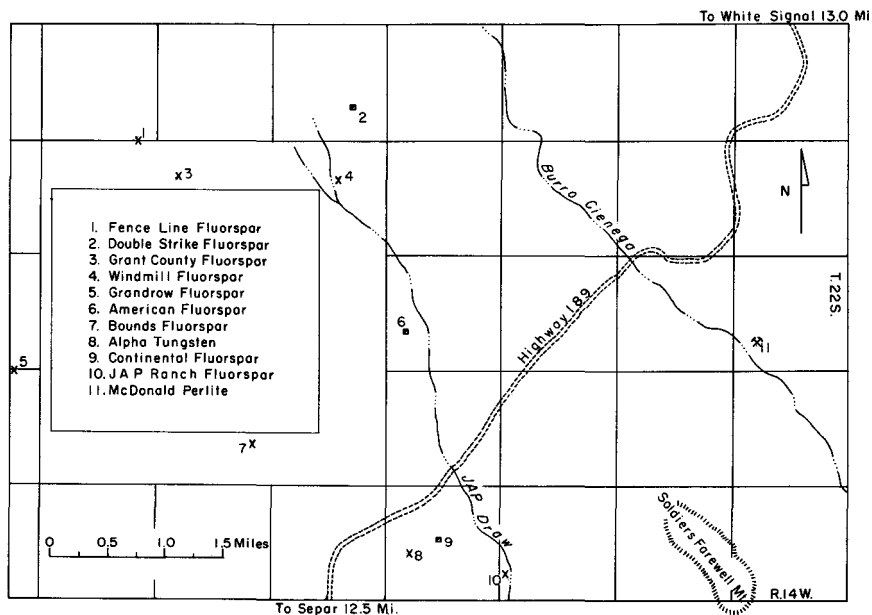 To White Signal 13.0 Mi
1
2
3
4
N
Burro Cienega
1. Fence Line Fluorspar
2. Double Strike Fluorspar
3. Grant County Fluorspar
4. Windmill Fluorspar
5. Grandrow Fluorspar
6. American Fluorspar
7. Bounds Fluorspar
8. Alpha Tungsten
9. Continental Fluorspar
10. JAP Ranch Fluorspar
11. McDonald Perlite
T. 22S.
Highway 189
6
11
5
7
JAP Draw
Soldiers Farewell Mt.
0 0.5 1.0 1.5 Miles
8
9
10
R.14W.
To Separ 12.5 Mi.